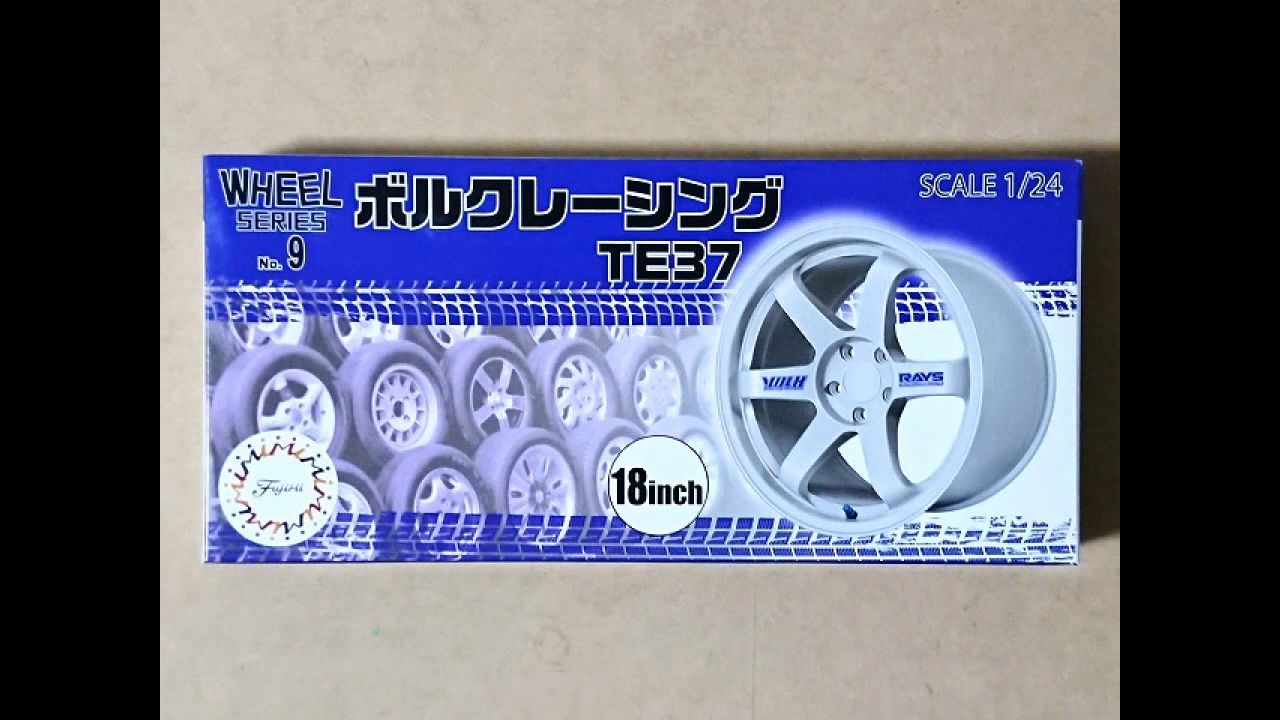 WHEEL
SERIES
No. 9
ボルクレーシング
TE37
SCALE 1/24
VOLK
RAYS
Fujimi
18inch